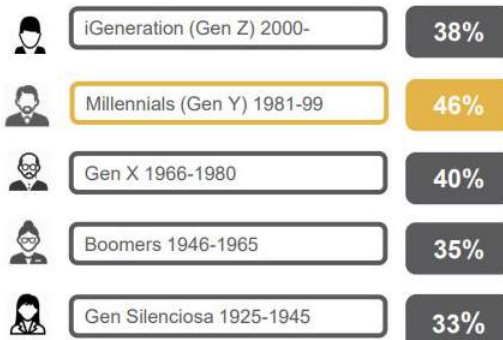 iGeneration (Gen Z) 2000- 38%
Millennials (Gen Y) 1981-99 46%
Gen X 1966-1980 40%
Boomers 1946-1965 35%
Gen Silenciosa 1925-1945 33%